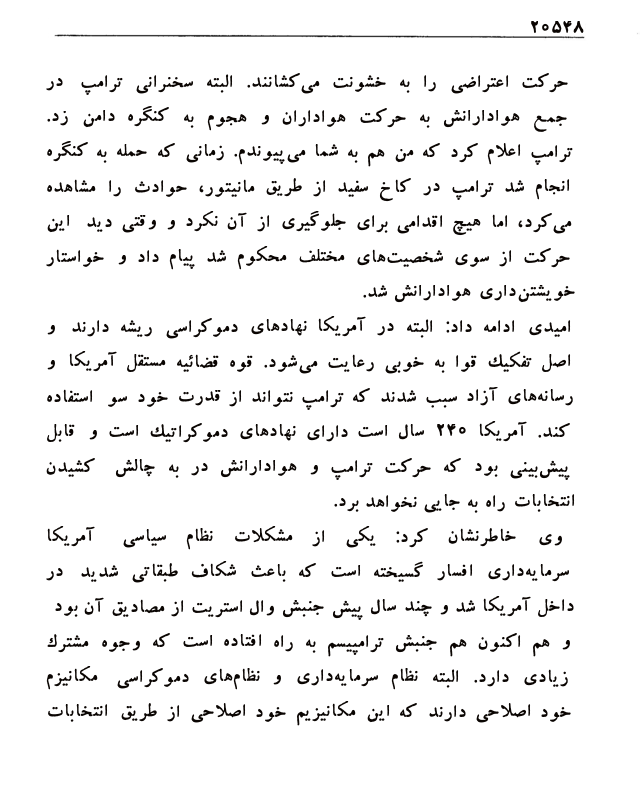 ۲۰۵۴۸
حرکت اعتراضی را به خشونت می‌کشانند. البته سخنرانی ترامپ در
جمع هوادارانش به حرکت هواداران و هجوم به کنگره دامن زد.
ترامپ اعلام کرد که من هم به شما می‌پیوندم. زمانی که حمله به کنگره
انجام شد ترامپ در کاخ سفید از طریق مانیتور، حوادث را مشاهده
می‌کرد، اما هیچ اقدامی برای جلوگیری از آن نکرد و وقتی دید این
حرکت از سوی شخصیت‌های مختلف محکوم شد پیام داد و خواستار
خویشتن‌داری هوادارانش شد.
امیدی ادامه داد: البته در آمریکا نهادهای دموکراسی ریشه دارند و
اصل تفکیك قوا به خوبی رعایت می‌شود. قوه قضائیه مستقل آمریکا و
رسانه‌های آزاد سبب شدند که ترامپ نتواند از قدرت خود سو استفاده
کند. آمریکا ۲۴۰ سال است دارای نهادهای دموکراتیك است و قابل
پیش‌بینی بود که حرکت ترامپ و هوادارانش در به چالش کشیدن
انتخابات راه به جایی نخواهد برد.
وی خاطرنشان کرد: یکی از مشکلات نظام سیاسی آمریکا
سرمایه‌داری افسار گسیخته است که باعث شکاف طبقاتی شدید در
داخل آمریکا شد و چند سال پیش جنبش وال استریت از مصادیق آن بود
و هم اکنون هم جنبش ترامپیسم به راه افتاده است که وجوه مشترك
زیادی دارد. البته نظام سرمایه‌داری و نظام‌های دموکراسی مکانیزم
خود اصلاحی دارند که این مکانیزیم خود اصلاحی از طریق انتخابات